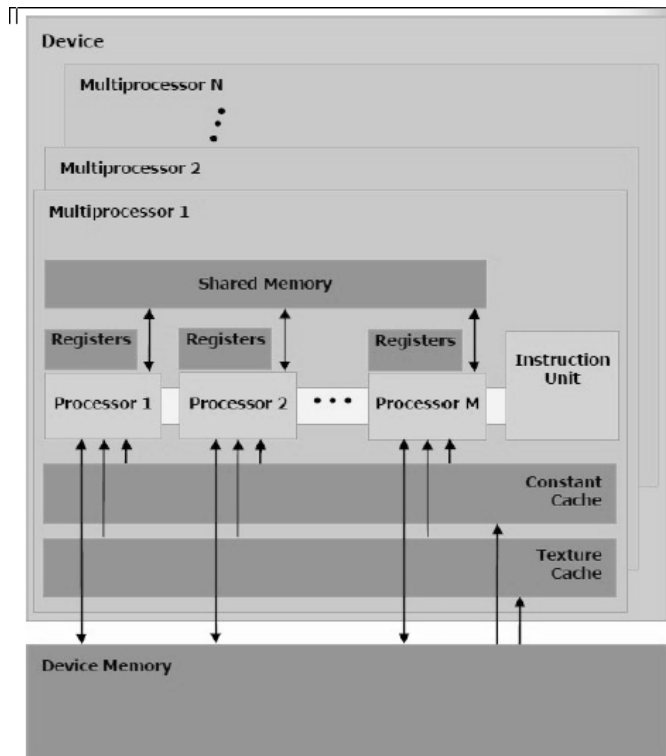 Device
Multiprocessor N
Multiprocessor 2
Multiprocessor 1
Shared Memory
Registers
Registers
Registers
Instruction
Unit
Processor 1
Processor 2
Processor M
Constant
Cache
Texture
Cache
Device Memory